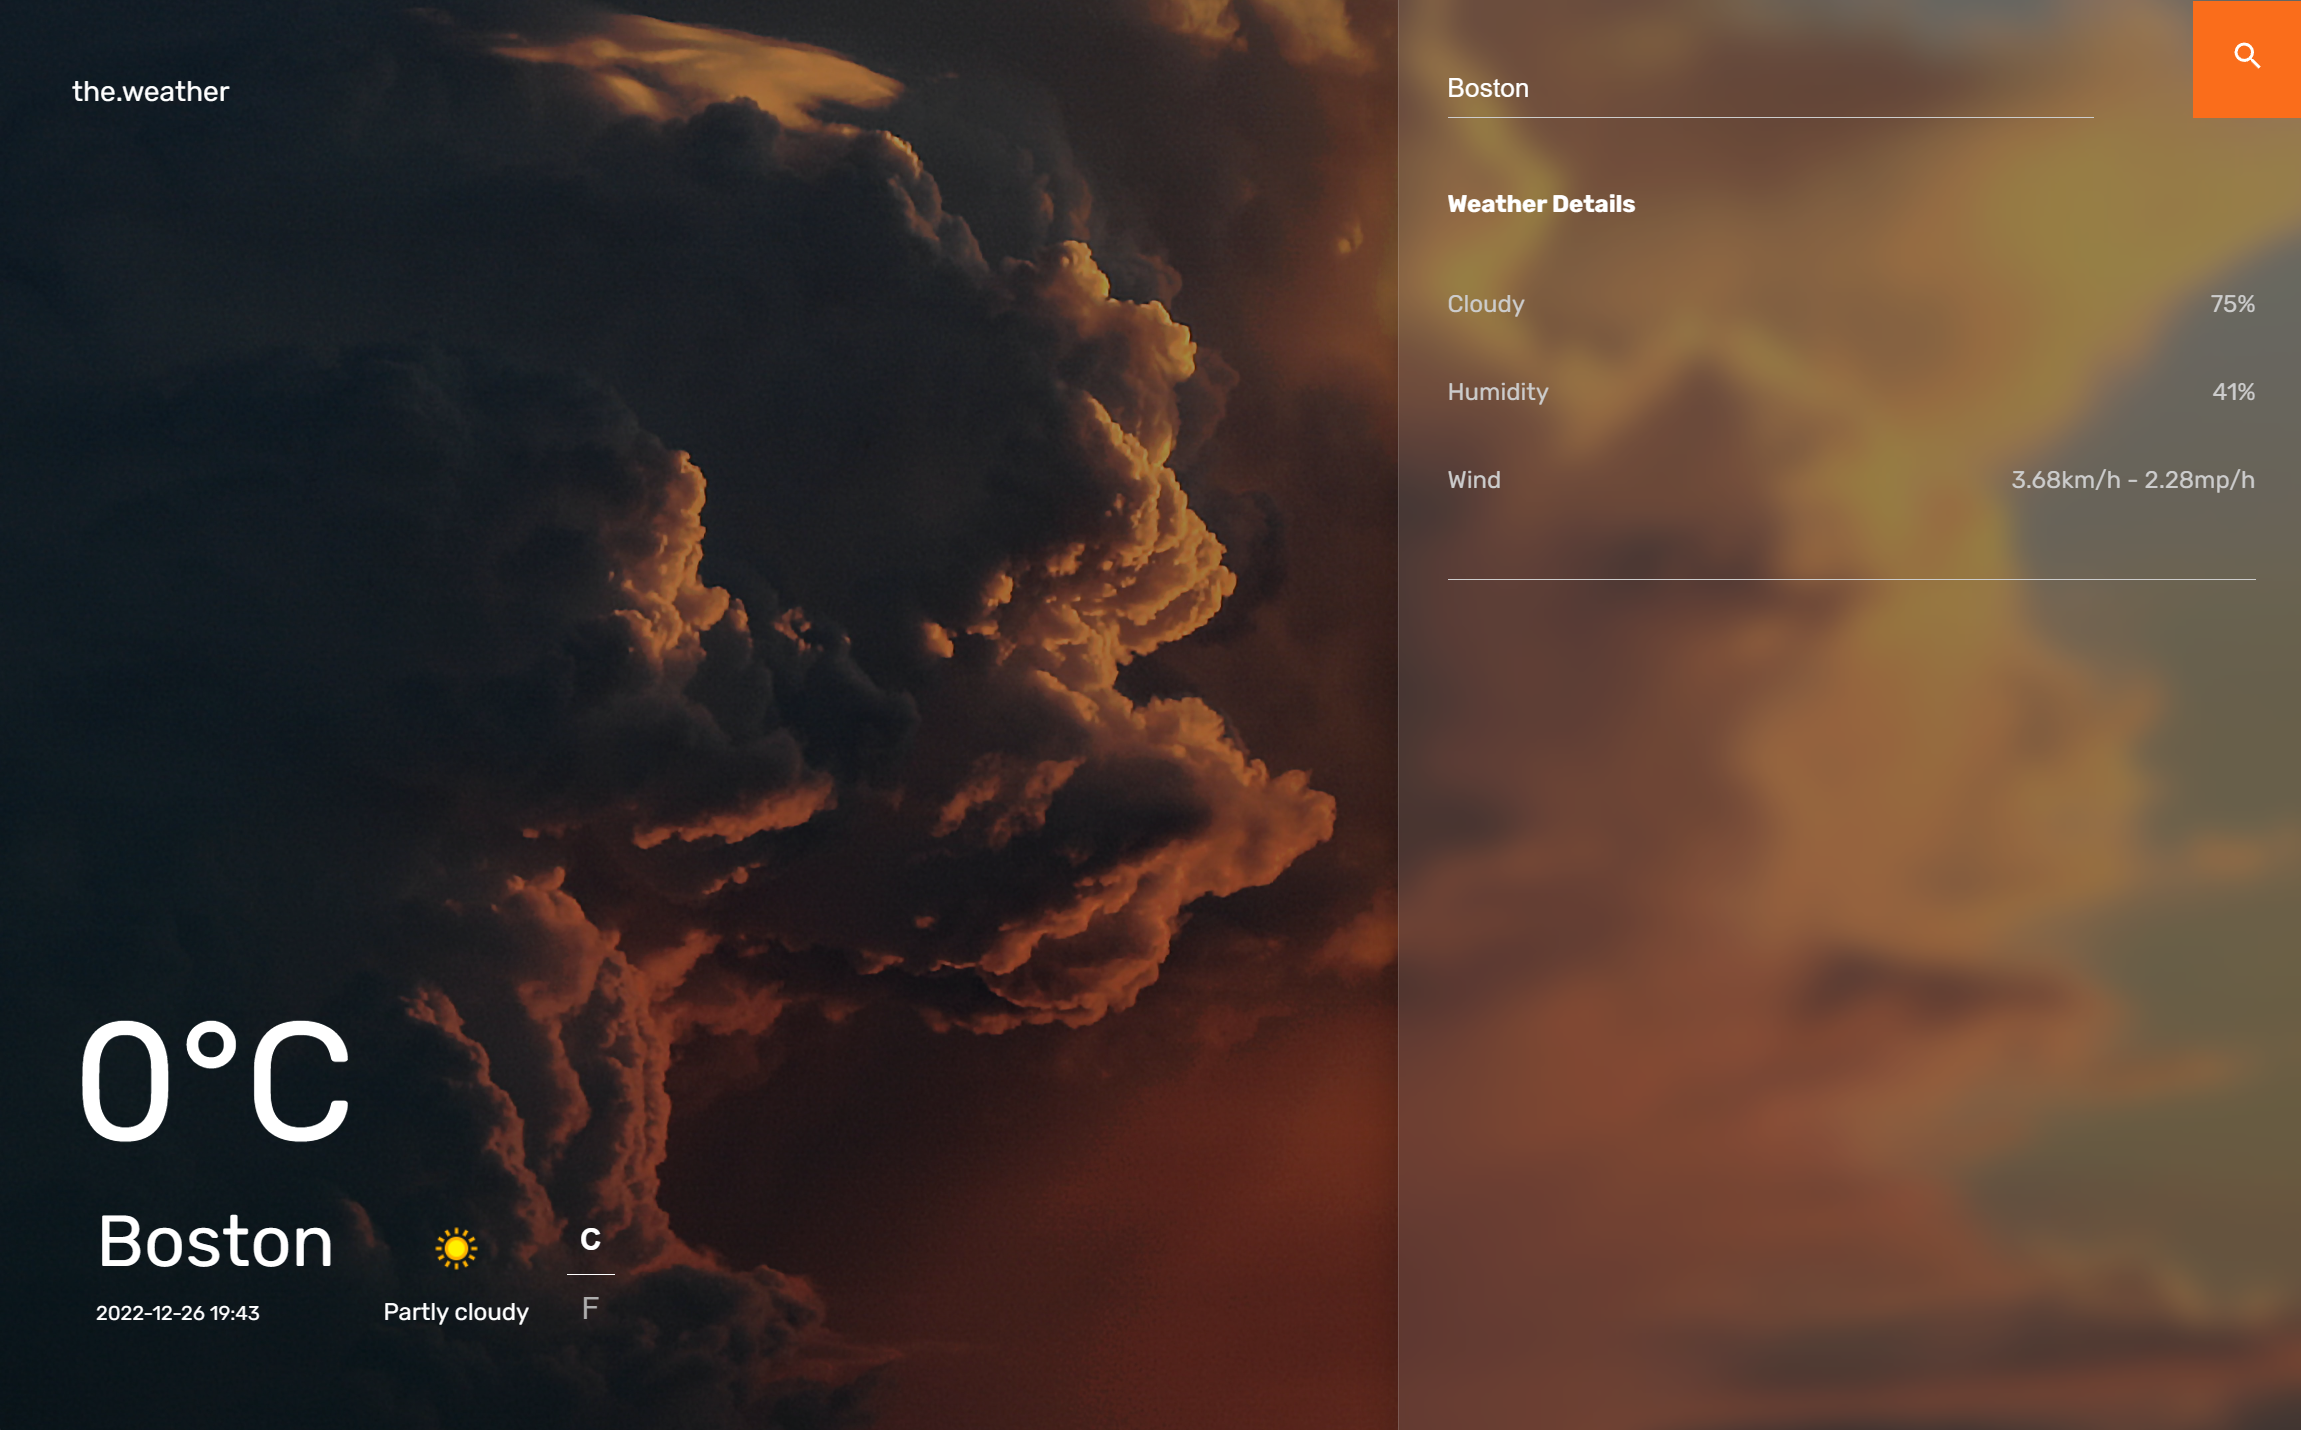 the.weather
0°C
Boston
2022-12-26 19:43
Partly cloudy
C
F
Boston
Weather Details
Cloudy 75%
Humidity 41%
Wind 3.68km/h - 2.28mp/h